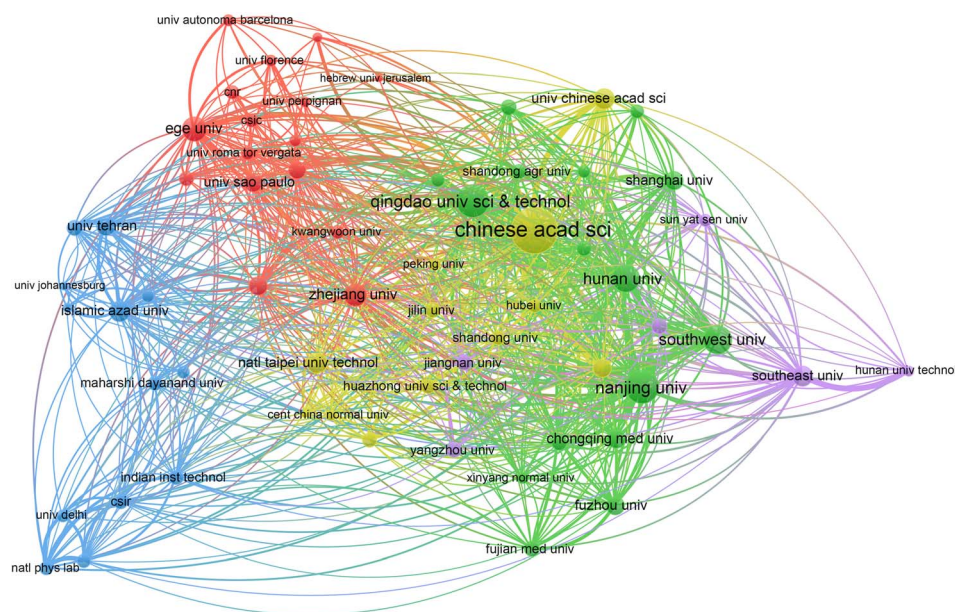 univ autonoma barcelona
univ florence
hebrew univ jerusalem
cnr
univ perpignan
univ chinese acad sci
csic
ege univ
univ roma tor vergata
shandong agr univ
univ sao paulo
shanghai univ
qingdao univ sci & technol
sun yat sen univ
univ tehran
chinese acad sci
kwangwoon univ
peking univ
hunan univ
univ johannesburg
zhejiang univ
islamic azad univ
jilin univ
hubei univ
shandong univ
southwest univ
natl taipei univ technol
jiangnan univ
hunan univ techno
southeast univ
maharshi dayanand univ
huazhong univ sci & technol
nanjing univ
cent china normal univ
chongqing med univ
yangzhou univ
indian inst technol
xinyang normal univ
csir
fuzhou univ
univ delhi
fujian med univ
natl phys lab